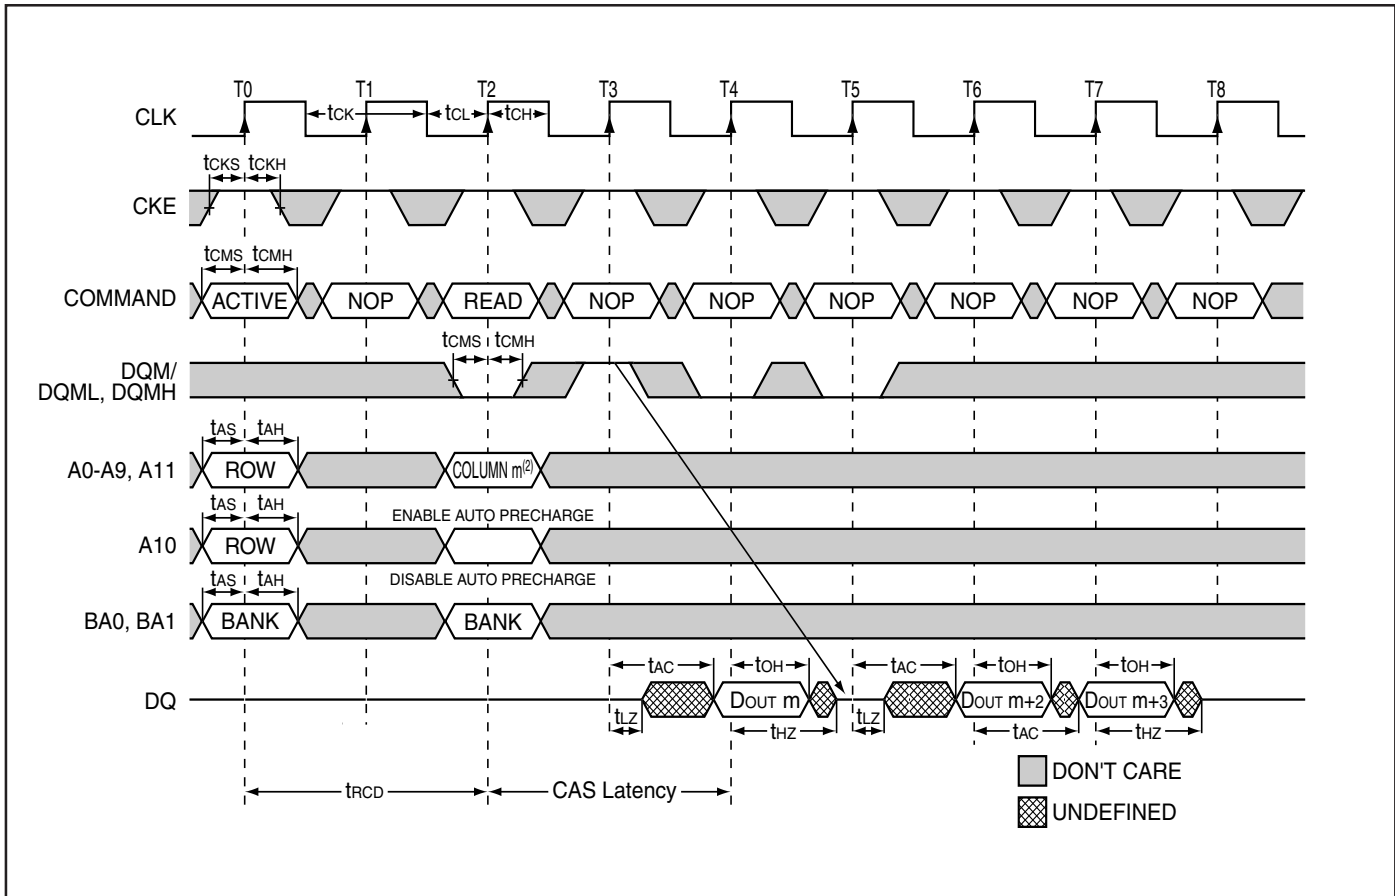 T0 T1 T2 T3 T4 T5 T6 T7 T8
CLK tCK tCL tCH
tCKS tCKH
CKE
tCMS tCMH
COMMAND ACTIVE NOP READ NOP NOP NOP NOP NOP NOP
tCMS tCMH
DQM/
DQML, DQMH
tAS tAH
A0-A9, A11 ROW COLUMN m(2)
tAS tAH ENABLE AUTO PRECHARGE
A10 ROW
tAS tAH DISABLE AUTO PRECHARGE
BA0, BA1 BANK BANK
tAC tOH tAC tOH tOH
DQ DOUT m DOUT m+2 DOUT m+3
tLZ tHZ tLZ tAC tHZ
DON'T CARE
tRCD CAS Latency
UNDEFINED